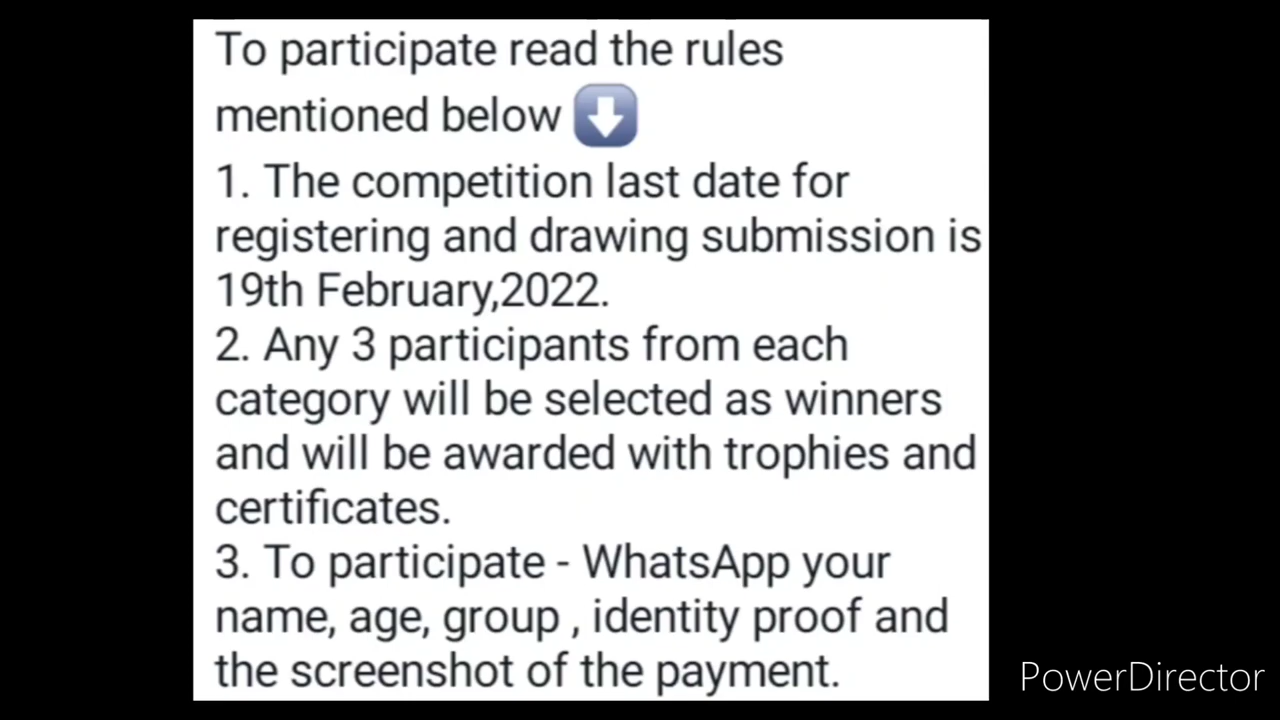 To participate read the rules
mentioned below ⬇️
1. The competition last date for
registering and drawing submission is
19th February,2022.
2. Any 3 participants from each
category will be selected as winners
and will be awarded with trophies and
certificates.
3. To participate - WhatsApp your
name, age, group , identity proof and
the screenshot of the payment.
PowerDirector